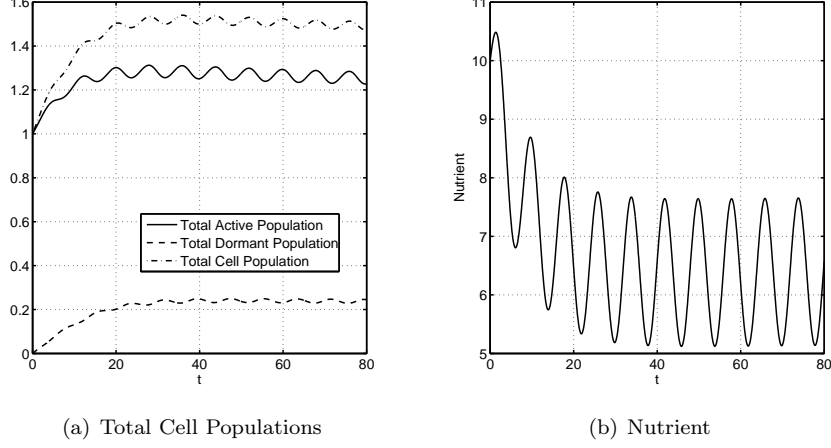 1.6
1.4
1.2
1
0.8
0.6
0.4
0.2
0
Total Active Population
Total Dormant Population
Total Cell Population
0 20 40 60 80
t
(a) Total Cell Populations
11
10
9
8
7
6
5
Nutrient
0 20 40 60 80
t
(b) Nutrient